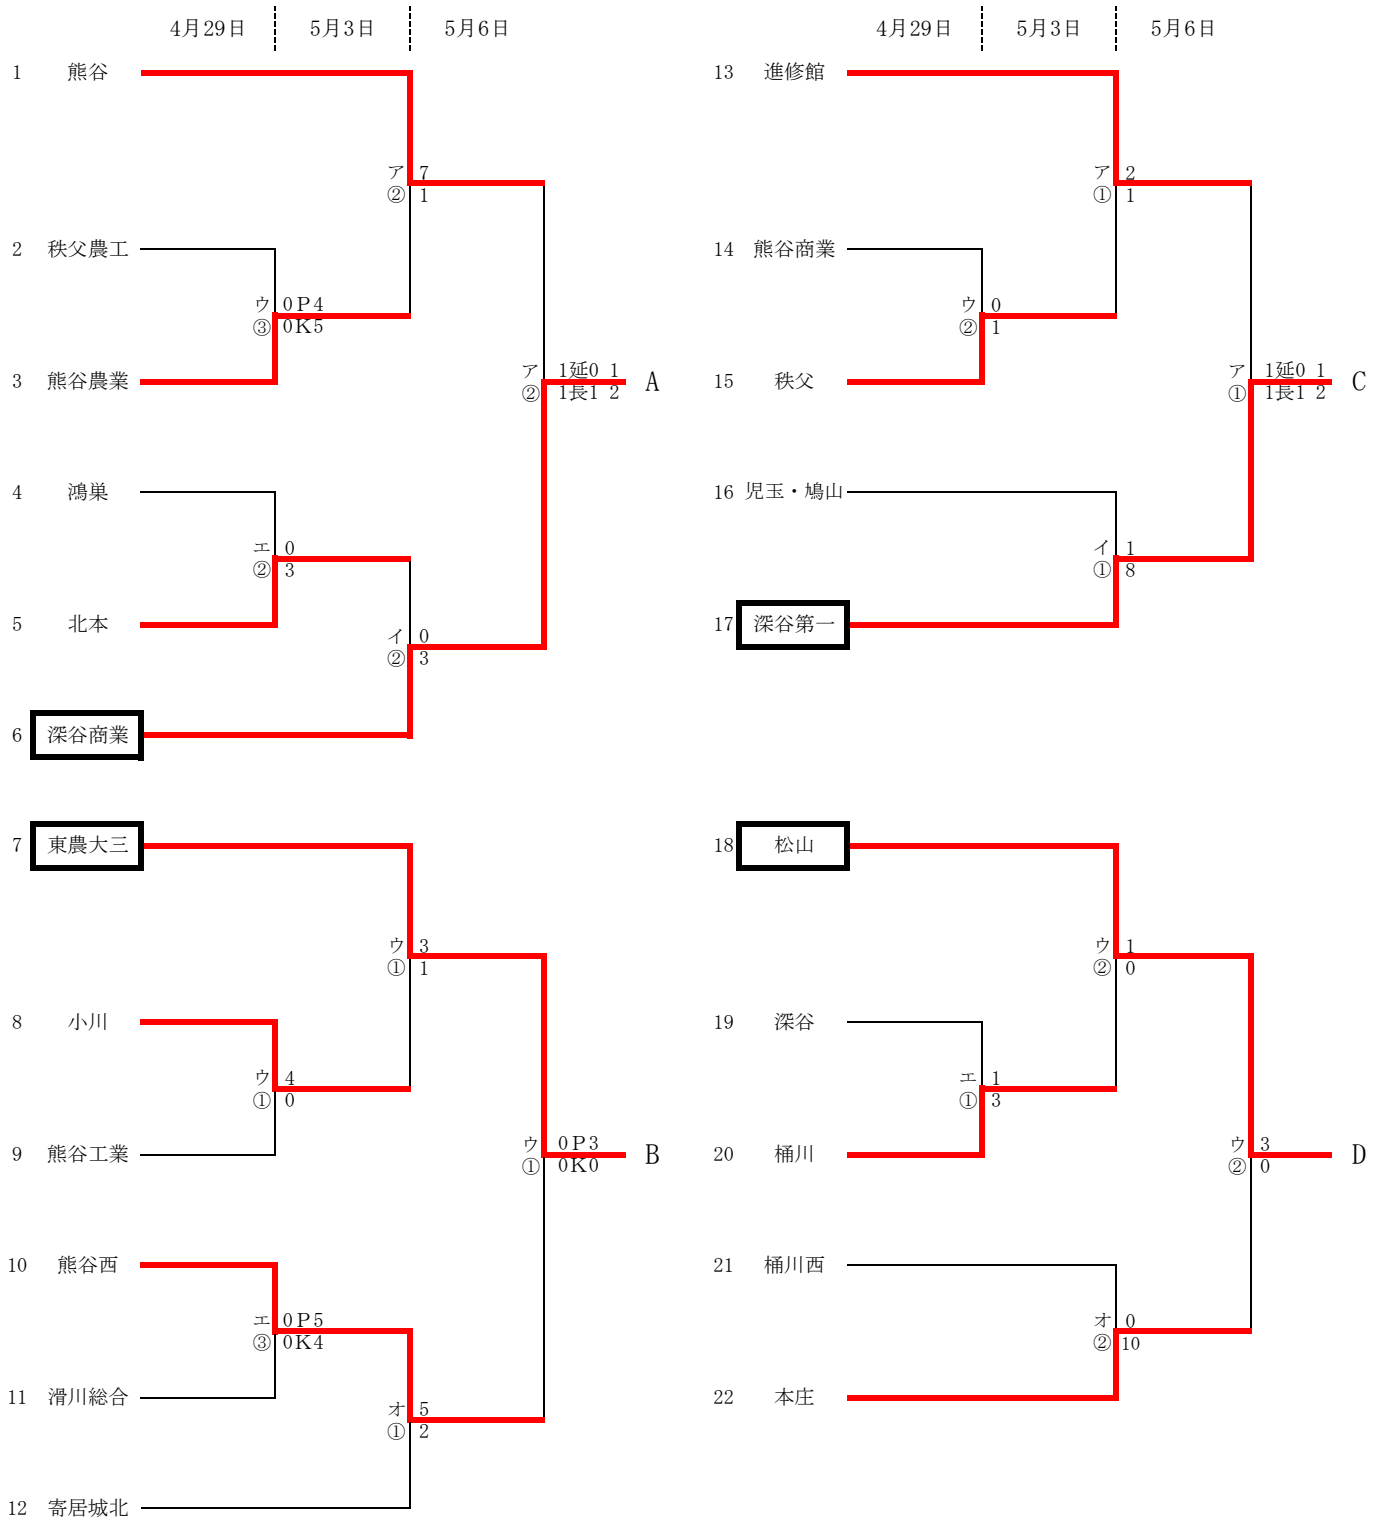 4月29日 5月3日 5月6日
1 熊谷
ア 7
② 1
2 秩父農工
ウ 0P4
③ 0K5
3 熊谷農業
ア 1延0 1
② 1長1 2
A
4 鴻巣
エ 0
② 3
5 北本
イ 0
② 3
6 深谷商業
7 東農大三
ウ 3
① 1
8 小川
ウ 4
① 0
9 熊谷工業
ウ 0P3
① 0K0
B
10 熊谷西
エ 0P5
③ 0K4
11 滑川総合
オ 5
① 2
12 寄居城北
4月29日 5月3日 5月6日
13 進修館
ア 2
① 1
14 熊谷商業
ウ 0
② 1
15 秩父
ア 1延0 1
① 1長1 2
C
16 児玉・鳩山
イ 1
① 8
17 深谷第一
18 松山
ウ 1
② 0
19 深谷
エ 1
① 3
20 桶川
ウ 3
② 0
D
21 桶川西
オ 0
② 10
22 本庄